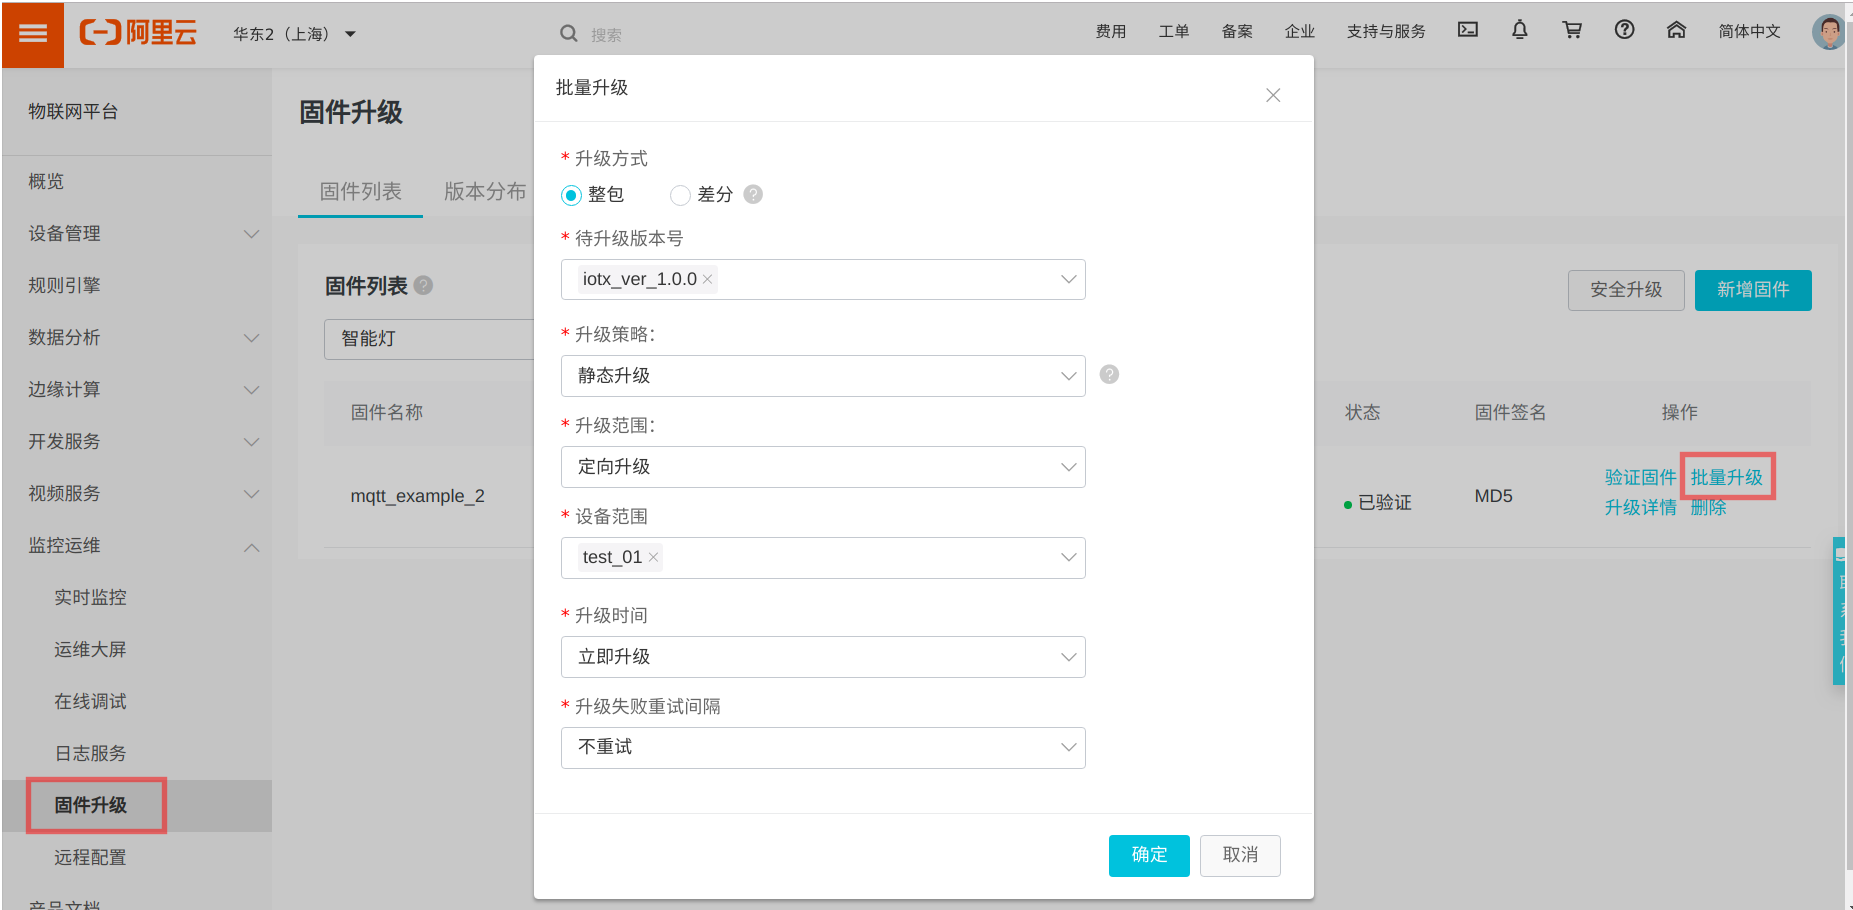 阿里云
华东2（上海）
搜索
费用
工单
备案
企业
支持与服务
简体中文
物联网平台
概览
设备管理
规则引擎
数据分析
边缘计算
开发服务
视频服务
监控运维
实时监控
运维大屏
在线调试
日志服务
固件升级
远程配置
产品文档
固件升级
固件列表
版本分布
固件列表 ?
智能灯
固件名称
mqtt_example_2
安全升级
新增固件
状态
固件签名
操作
已验证
MD5
验证固件
批量升级
升级详情
删除
批量升级
* 升级方式
整包
差分 ?
* 待升级版本号
iotx_ver_1.0.0
* 升级策略：
静态升级
?
* 升级范围：
定向升级
* 设备范围
test_01
* 升级时间
立即升级
* 升级失败重试间隔
不重试
确定
取消